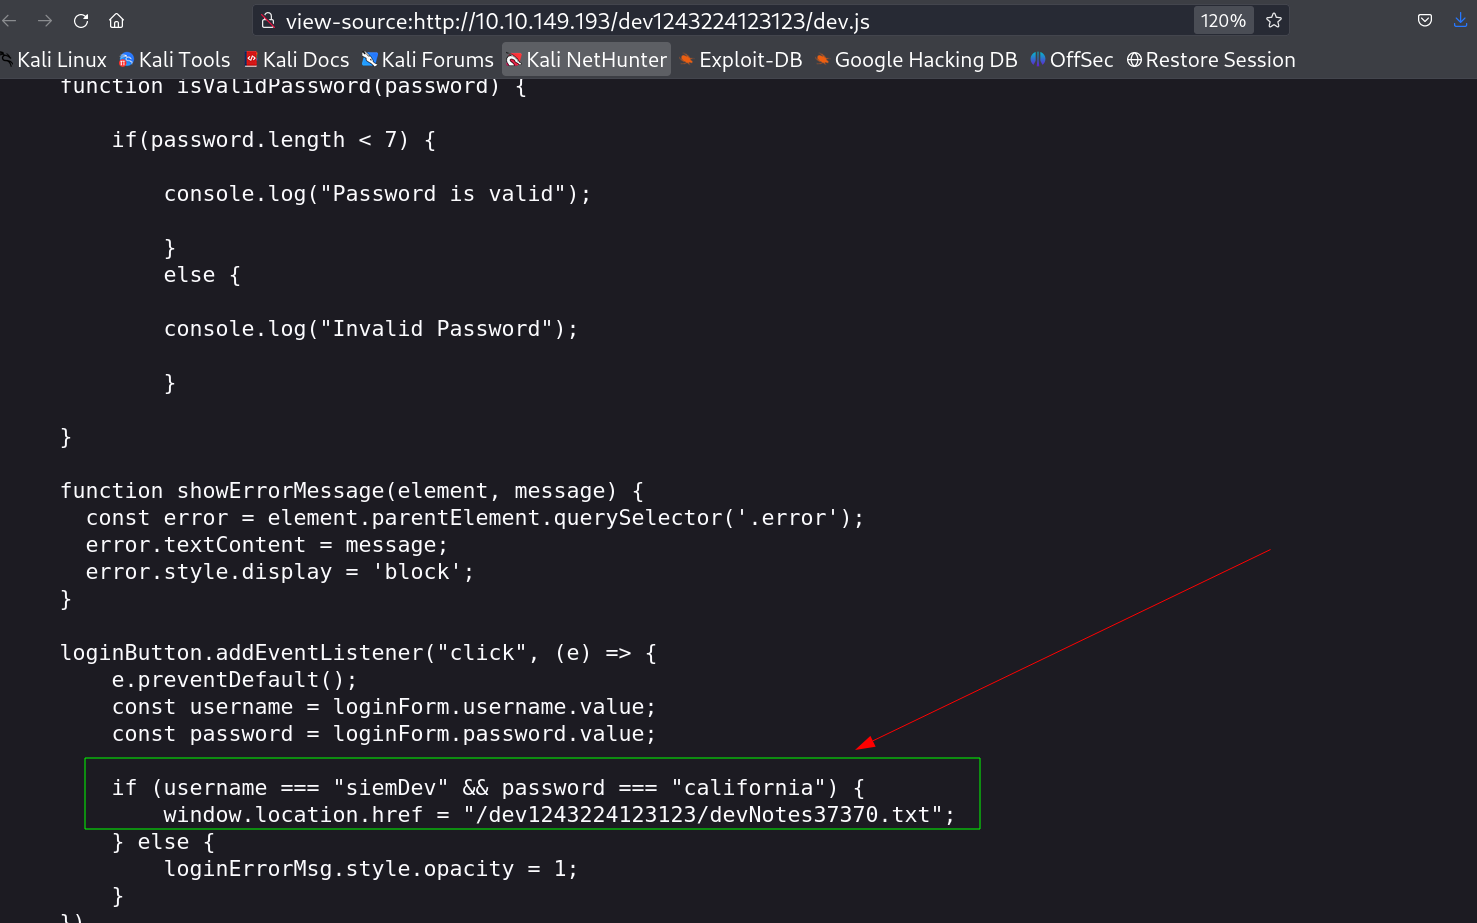 view-source:http://10.10.149.193/dev1243224123123/dev.js 120%
Kali Linux Kali Tools Kali Docs Kali Forums Kali NetHunter Exploit-DB Google Hacking DB OffSec Restore Session
function isValidPassword(password) {
if(password.length < 7) {
console.log("Password is valid");
}
else {
console.log("Invalid Password");
}
}
function showErrorMessage(element, message) {
const error = element.parentElement.querySelector('.error');
error.textContent = message;
error.style.display = 'block';
}
loginButton.addEventListener("click", (e) => {
e.preventDefault();
const username = loginForm.username.value;
const password = loginForm.password.value;
if (username === "siemDev" && password === "california") {
window.location.href = "/dev1243224123123/devNotes37370.txt";
} else {
loginErrorMsg.style.opacity = 1;
}
})